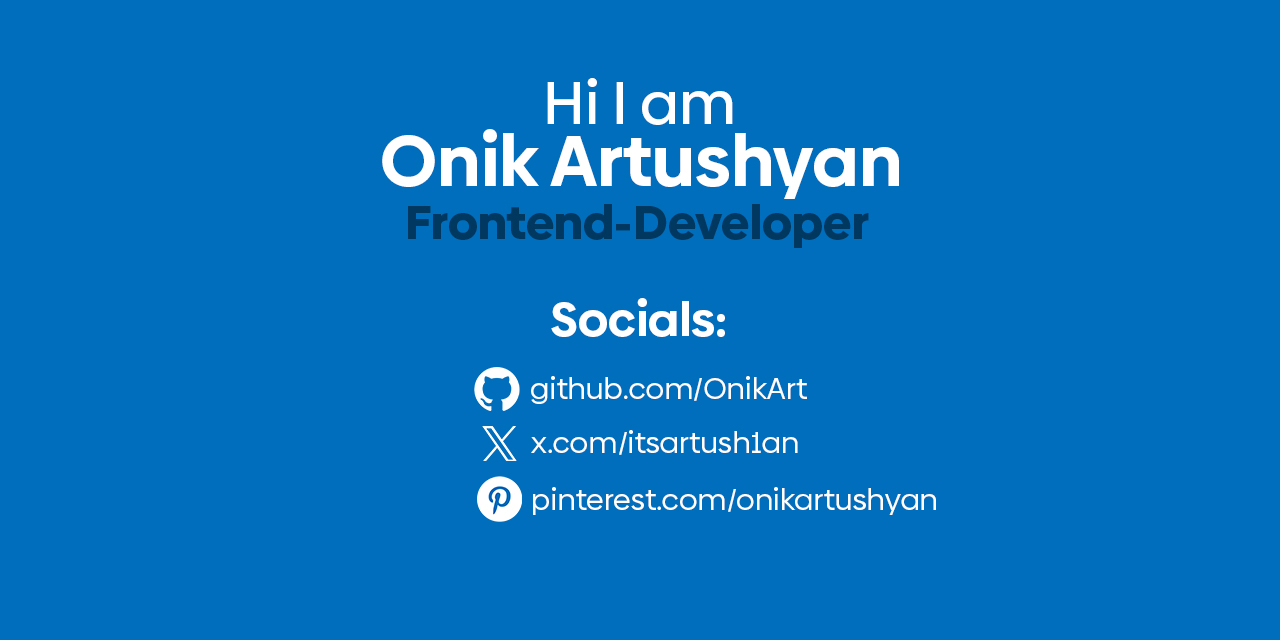 Hi I am
Onik Artushyan
Frontend-Developer
Socials:
github.com/OnikArt
x.com/itsartush1an
pinterest.com/onikartushyan